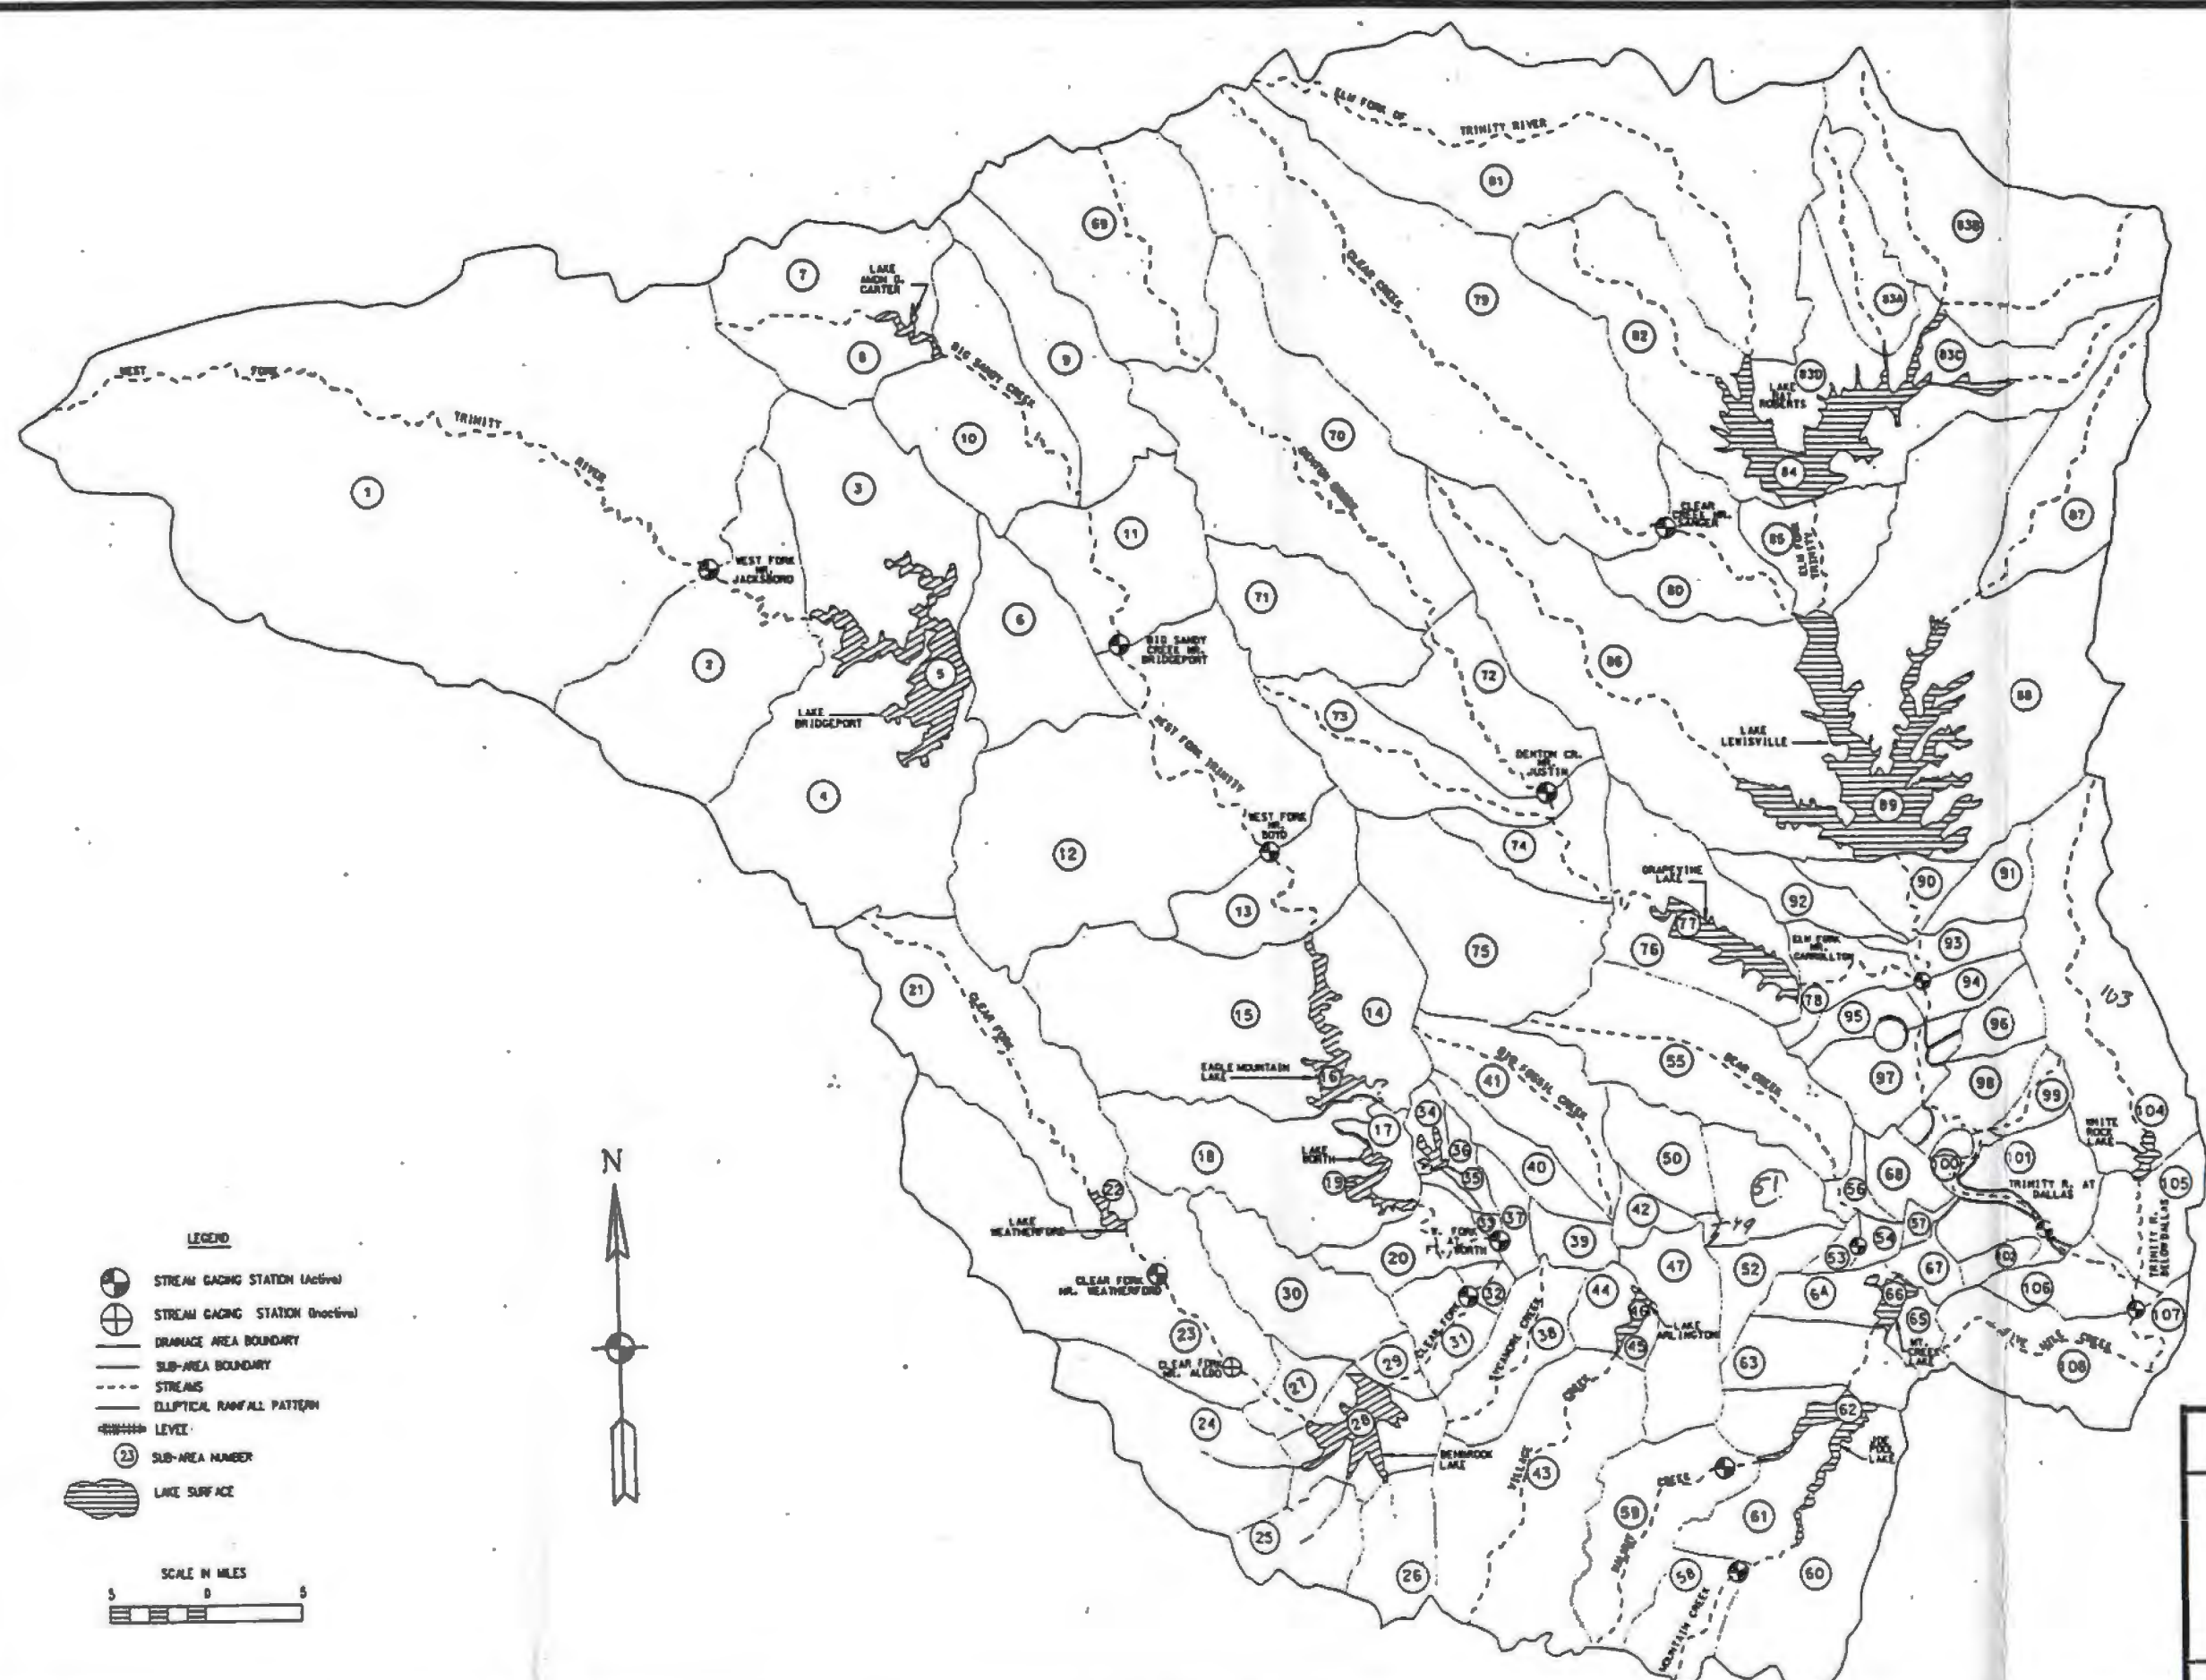 ELM FORK OF
TRINITY RIVER
81
69
83B
7
LAKE
AMON G.
CARTER
CLEAR CREEK
79
83A
8
BIG SANDY CREEK
9
82
83C
83D
LAKE
RAY
ROBERTS
WEST FORK
TRINITY
RIVER
10
70
DENTON CREEK
84
1
3
CLEAR
CREEK NR.
SANGER
87
11
85
ELM FORK
TRINITY
WEST FORK
NR.
JACKSBORO
6
71
80
BIG SANDY
CREEK NR.
BRIDGEPORT
2
5
72
86
88
LAKE
BRIDGEPORT
73
WEST FORK TRINITY
LAKE
LEWISVILLE
DENTON CR.
NR.
JUSTIN
4
89
WEST FORK
NR.
BOYD
12
74
GRAPEVINE
LAKE
90
91
92
13
77
75
76
ELM FORK
NR.
CARROLLTON
93
21
CLEAR FORK
94
103
78
15
14
95
96
EAGLE MOUNTAIN
LAKE
16
41
55
BEAR CREEK
97
98
99
34
104
WHITE
ROCK
LAKE
17
36
18
LAKE
WORTH
40
50
68
100
101
19
35
51
56
105
22
TRINITY R. AT
DALLAS
LAKE
WEATHERFORD
42
33
37
49
57
W. FORK
AT
FT. WORTH
39
54
TRINITY R.
BELOW DALLAS
20
53
102
47
52
67
CLEAR FORK
NR. WEATHERFORD
30
32
44
64
66
106
46
LAKE
ARLINGTON
65
107
23
CLEAR FORK
31
SYCAMORE CREEK
38
45
MT.
CREEK
LAKE
FIVE MILE CREEK
108
CLEAR FORK
NR. ALEDO
29
63
27
24
28
62
BENBROOK
LAKE
VILLAGE
CREEK
43
JOE
POOL
LAKE
59
WALNUT
CREEK
61
25
26
58
60
MOUNTAIN CREEK
N
LEGEND
STREAM GAGING STATION (Active)
STREAM GAGING STATION (Inactive)
DRAINAGE AREA BOUNDARY
SUB-AREA BOUNDARY
STREAMS
ELLIPTICAL RAINFALL PATTERN
LEVEE
23 SUB-AREA NUMBER
LAKE SURFACE
SCALE IN MILES
5 0 5